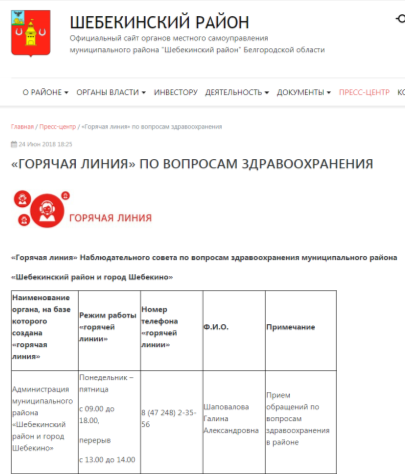 ШЕБЕКИНСКИЙ РАЙОН
Официальный сайт органов местного самоуправления
муниципального района "Шебекинский район" Белгородской области
О РАЙОНЕ ОРГАНЫ ВЛАСТИ ИНВЕСТОРУ ДЕЯТЕЛЬНОСТЬ ДОКУМЕНТЫ ПРЕСС-ЦЕНТР КО
Главная / Пресс-центр / «Горячая линия» по вопросам здравоохранения
24 Июн 2018 18:25
«ГОРЯЧАЯ ЛИНИЯ» ПО ВОПРОСАМ ЗДРАВООХРАНЕНИЯ
ГОРЯЧАЯ ЛИНИЯ
«Горячая линия» Наблюдательного совета по вопросам здравоохранения муниципального района
«Шебекинский район и город Шебекино»
Наименование
органа, на базе
которого
создана
«горячая
линия»
Режим работы
«горячей
линии»
Номер
телефона
«горячей
линии»
Ф.И.О.
Примечание
Администрация
муниципального
района
«Шебекинский
район и город
Шебекино»
Понедельник –
пятница
с 09.00 до
18.00,
перерыв
с 13.00 до 14.00
8 (47 248) 2-35-
56
Шаповалова
Галина
Александровна
Прием
обращений по
вопросам
здравоохранения
в районе